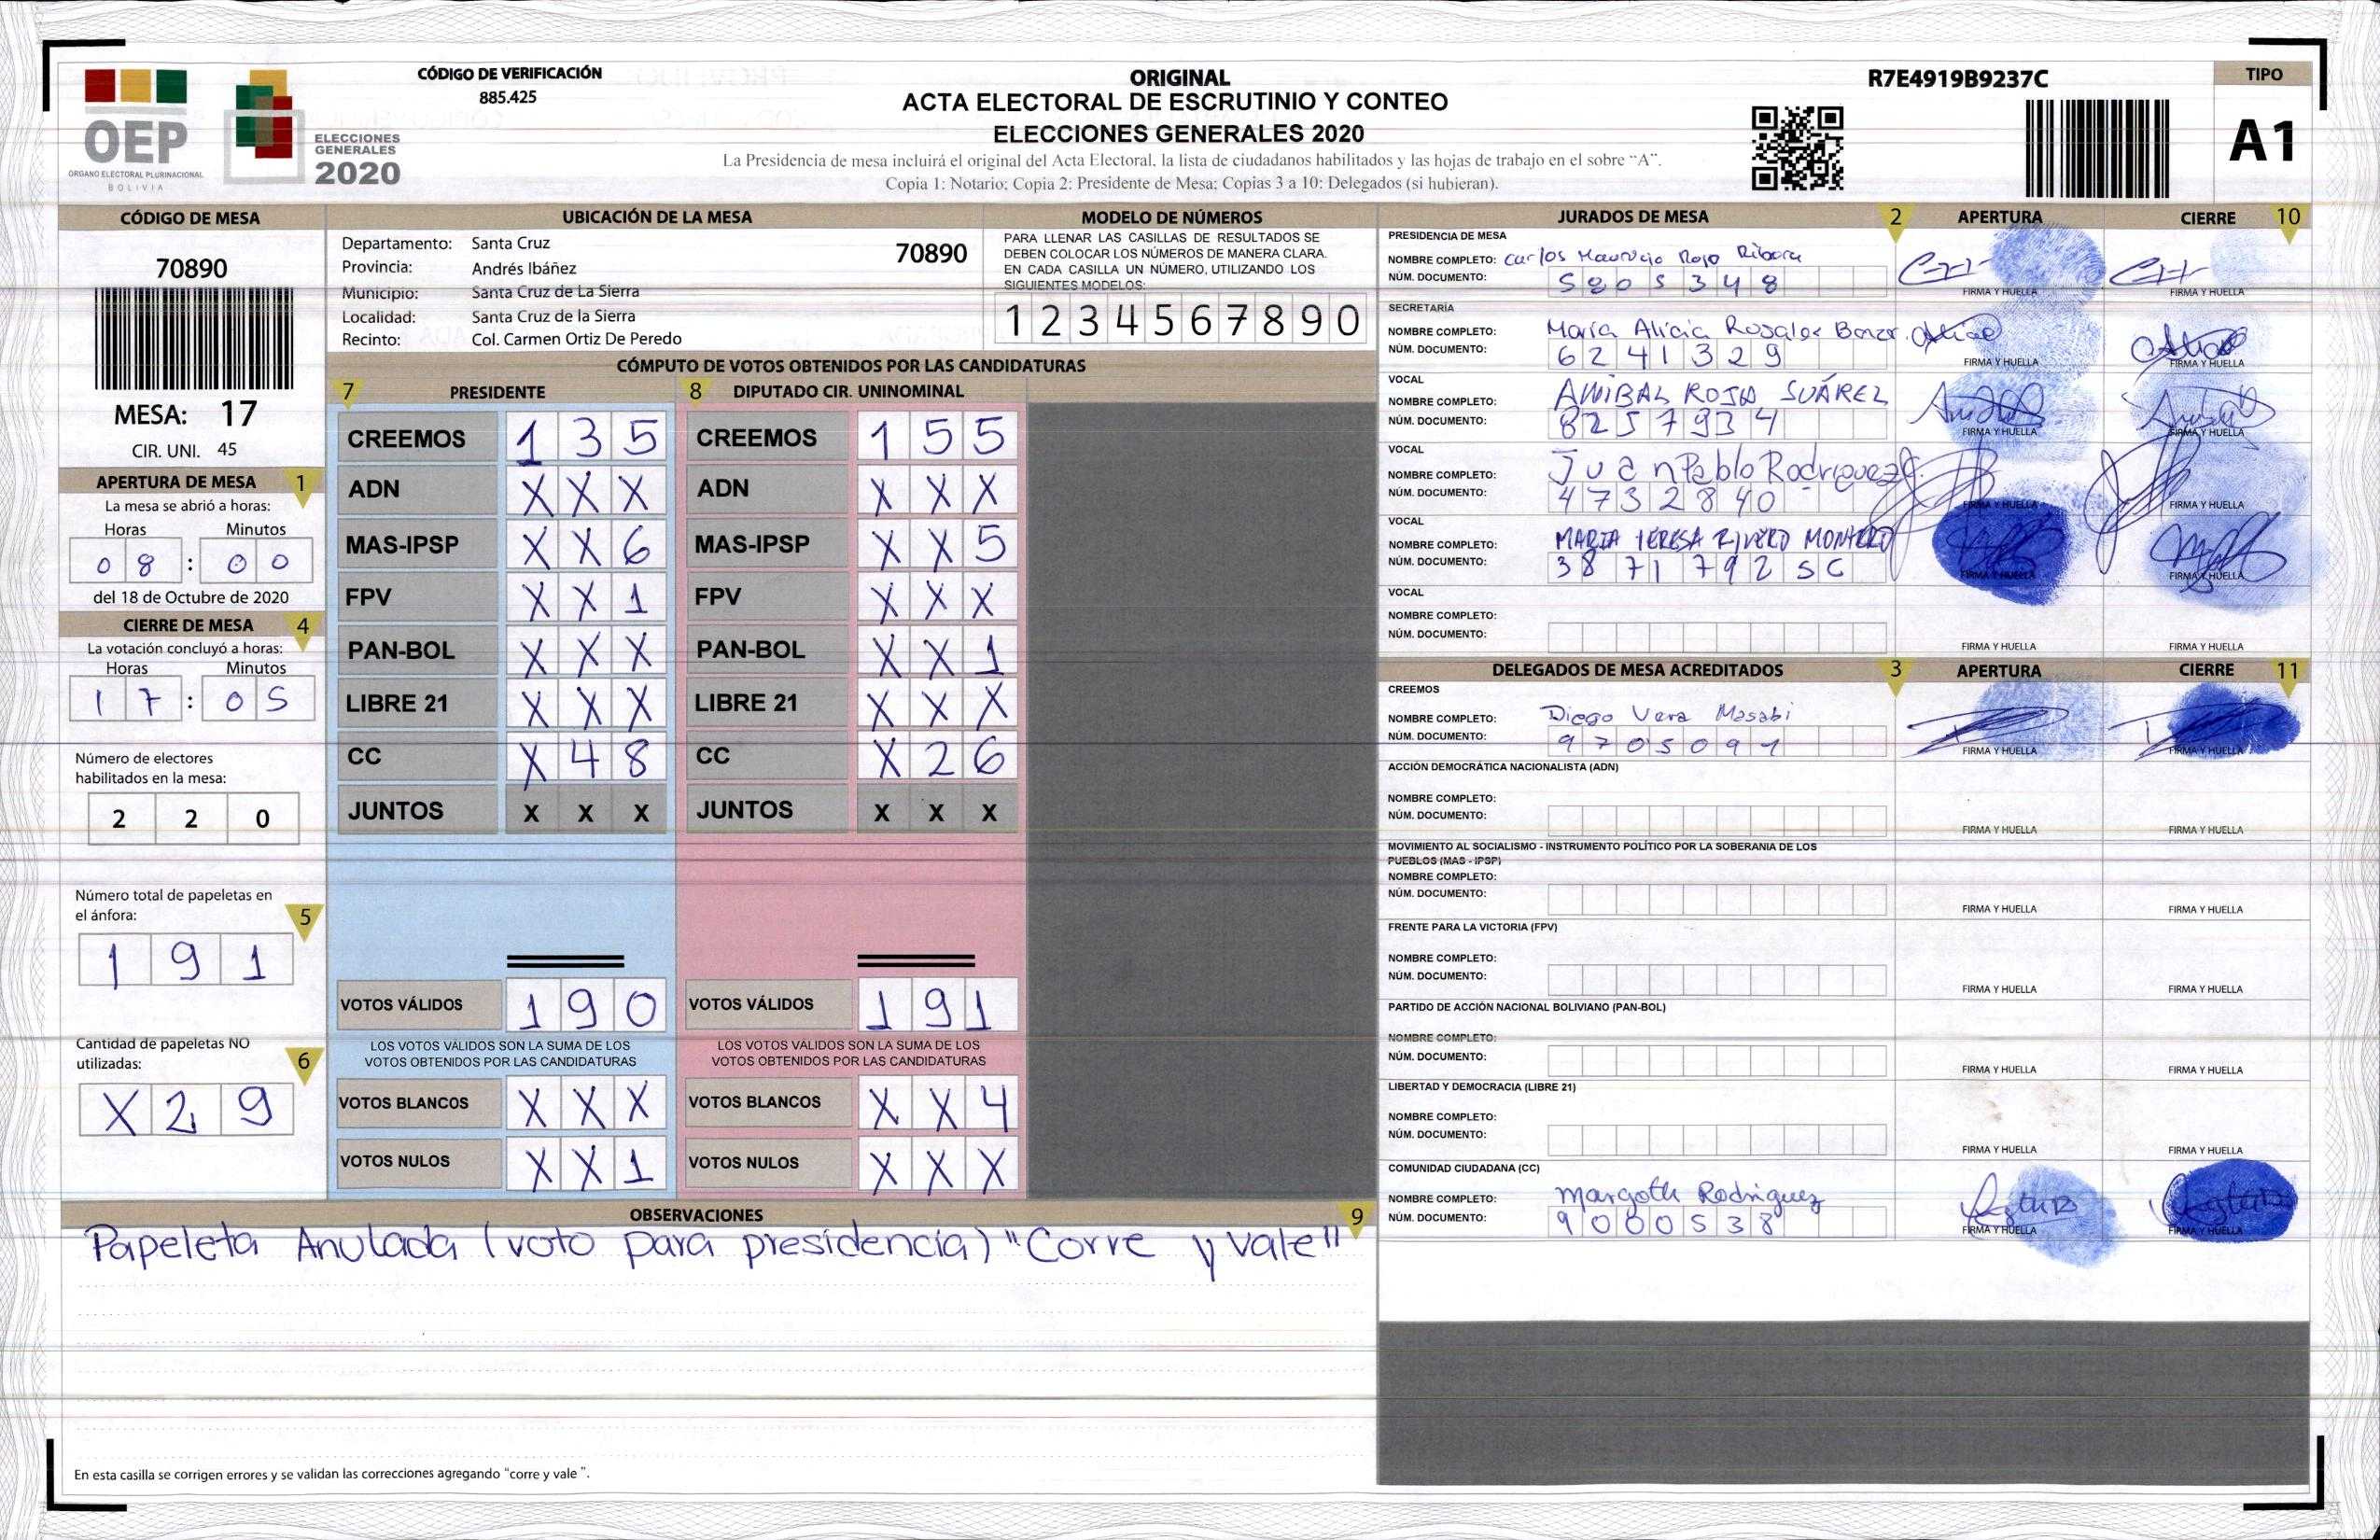 CÓDIGO DE VERIFICACIÓN
885.425
OEP
ORGANO ELECTORAL PLURINACIONAL
BOLIVIA
ELECCIONES
GENERALES
2020
ORIGINAL
ACTA ELECTORAL DE ESCRUTINIO Y CONTEO
ELECCIONES GENERALES 2020
La Presidencia de mesa incluirá el original del Acta Electoral, la lista de ciudadanos habilitados y las hojas de trabajo en el sobre "A".
Copia 1: Notario; Copia 2: Presidente de Mesa; Copias 3 a 10: Delegados (si hubieran).
R7E4919B9237C
TIPO
A1
CÓDIGO DE MESA
70890
MESA: 17
CIR. UNI. 45
APERTURA DE MESA 1
La mesa se abrió a horas:
Horas Minutos
0 8 : 0 0
del 18 de Octubre de 2020
CIERRE DE MESA 4
La votación concluyó a horas:
Horas Minutos
1 7 : 0 5
Número de electores
habilitados en la mesa:
2 2 0
Número total de papeletas en
el ánfora: 5
1 9 1
Cantidad de papeletas NO
utilizadas: 6
X 2 9
UBICACIÓN DE LA MESA
Departamento: Santa Cruz 70890
Provincia: Andrés Ibáñez
Municipio: Santa Cruz de La Sierra
Localidad: Santa Cruz de la Sierra
Recinto: Col. Carmen Ortiz De Peredo
MODELO DE NÚMEROS
PARA LLENAR LAS CASILLAS DE RESULTADOS SE
DEBEN COLOCAR LOS NÚMEROS DE MANERA CLARA.
EN CADA CASILLA UN NÚMERO, UTILIZANDO LOS
SIGUIENTES MODELOS:
1 2 3 4 5 6 7 8 9 0
CÓMPUTO DE VOTOS OBTENIDOS POR LAS CANDIDATURAS
7 PRESIDENTE 8 DIPUTADO CIR. UNINOMINAL
CREEMOS 1 3 5 CREEMOS 1 5 5
ADN X X X ADN X X X
MAS-IPSP X X 6 MAS-IPSP X X 5
FPV X X 1 FPV X X X
PAN-BOL X X X PAN-BOL X X 1
LIBRE 21 X X X LIBRE 21 X X X
CC X 4 8 CC X 2 6
JUNTOS X X X JUNTOS X X X
VOTOS VÁLIDOS 1 9 0 VOTOS VÁLIDOS 1 9 1
LOS VOTOS VÁLIDOS SON LA SUMA DE LOS LOS VOTOS VÁLIDOS SON LA SUMA DE LOS
VOTOS OBTENIDOS POR LAS CANDIDATURAS VOTOS OBTENIDOS POR LAS CANDIDATURAS
VOTOS BLANCOS X X X VOTOS BLANCOS X X 4
VOTOS NULOS X X 1 VOTOS NULOS X X X
OBSERVACIONES 9
Papeleta Anulada (voto para presidencia) "Corre y vale"
En esta casilla se corrigen errores y se validan las correcciones agregando "corre y vale ".
JURADOS DE MESA 2 APERTURA CIERRE 10
PRESIDENCIA DE MESA
NOMBRE COMPLETO: Carlos Mauricio Rojo
NÚM. DOCUMENTO: 5 8 0 5 3 4 8
FIRMA Y HUELLA FIRMA Y HUELLA
SECRETARIA
NOMBRE COMPLETO: María Alicia Rosales
NÚM. DOCUMENTO: 6 2 4 1 3 2 9
FIRMA Y HUELLA FIRMA Y HUELLA
VOCAL
NOMBRE COMPLETO: ANIBAL ROJAS SUÁREZ
NÚM. DOCUMENTO: 8 2 5 7 9 3 4
FIRMA Y HUELLA FIRMA Y HUELLA
VOCAL
NOMBRE COMPLETO: Juan Pablo Rodriguez
NÚM. DOCUMENTO: 4 7 3 2 8 4 0
FIRMA Y HUELLA FIRMA Y HUELLA
VOCAL
NOMBRE COMPLETO: MARIA TERESA RIVERO MONTERO
NÚM. DOCUMENTO: 3 8 7 1 7 9 2 S C
FIRMA Y HUELLA FIRMA Y HUELLA
VOCAL
NOMBRE COMPLETO:
NÚM. DOCUMENTO:
FIRMA Y HUELLA FIRMA Y HUELLA
DELEGADOS DE MESA ACREDITADOS 3 APERTURA CIERRE 11
CREEMOS
NOMBRE COMPLETO: Diego Vera Masabi
NÚM. DOCUMENTO: 9 7 0 5 0 9 1
FIRMA Y HUELLA FIRMA Y HUELLA
ACCIÓN DEMOCRÁTICA NACIONALISTA (ADN)
NOMBRE COMPLETO:
NÚM. DOCUMENTO:
FIRMA Y HUELLA FIRMA Y HUELLA
MOVIMIENTO AL SOCIALISMO - INSTRUMENTO POLÍTICO POR LA SOBERANIA DE LOS
PUEBLOS (MAS - IPSP)
NOMBRE COMPLETO:
NÚM. DOCUMENTO:
FIRMA Y HUELLA FIRMA Y HUELLA
FRENTE PARA LA VICTORIA (FPV)
NOMBRE COMPLETO:
NÚM. DOCUMENTO:
FIRMA Y HUELLA FIRMA Y HUELLA
PARTIDO DE ACCIÓN NACIONAL BOLIVIANO (PAN-BOL)
NOMBRE COMPLETO:
NÚM. DOCUMENTO:
FIRMA Y HUELLA FIRMA Y HUELLA
LIBERTAD Y DEMOCRACIA (LIBRE 21)
NOMBRE COMPLETO:
NÚM. DOCUMENTO:
FIRMA Y HUELLA FIRMA Y HUELLA
COMUNIDAD CIUDADANA (CC)
NOMBRE COMPLETO: Margoth Rodriguez
NÚM. DOCUMENTO: 9 0 0 0 5 3 8
FIRMA Y HUELLA FIRMA Y HUELLA